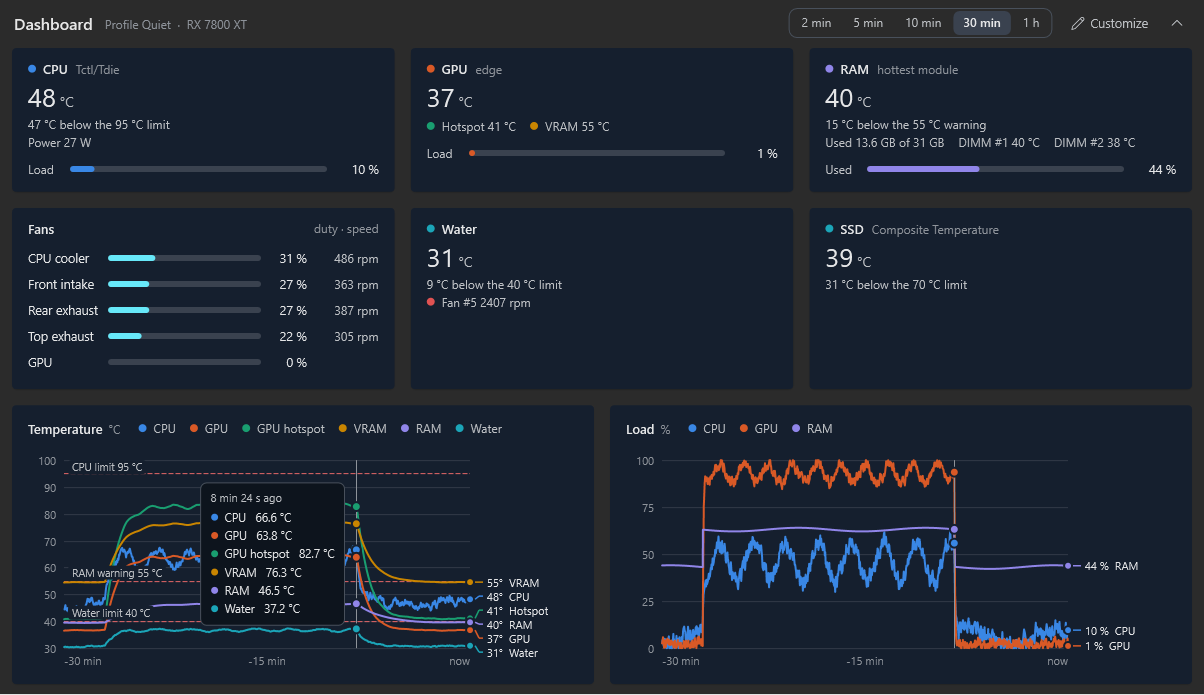 Dashboard Profile Quiet · RX 7800 XT 2 min 5 min 10 min 30 min 1 h Customize
CPU Tctl/Tdie
48 °C
47 °C below the 95 °C limit
Power 27 W
Load 10 %
GPU edge
37 °C
Hotspot 41 °C VRAM 55 °C
Load 1 %
RAM hottest module
40 °C
15 °C below the 55 °C warning
Used 13.6 GB of 31 GB DIMM #1 40 °C DIMM #2 38 °C
Used 44 %
Fans duty · speed
CPU cooler 31 % 486 rpm
Front intake 27 % 363 rpm
Rear exhaust 27 % 387 rpm
Top exhaust 22 % 305 rpm
GPU 0 %
Water
31 °C
9 °C below the 40 °C limit
Fan #5 2407 rpm
SSD Composite Temperature
39 °C
31 °C below the 70 °C limit
Temperature °C CPU GPU GPU hotspot VRAM RAM Water
100
CPU limit 95 °C
90
80
70
60
RAM warning 55 °C
50
Water limit 40 °C
40
30
8 min 24 s ago
CPU 66.6 °C
GPU 63.8 °C
GPU hotspot 82.7 °C
VRAM 76.3 °C
RAM 46.5 °C
Water 37.2 °C
55° VRAM
48° CPU
41° Hotspot
40° RAM
37° GPU
31° Water
-30 min -15 min now
Load % CPU GPU RAM
100
75
50
25
0
44 % RAM
10 % CPU
1 % GPU
-30 min -15 min now